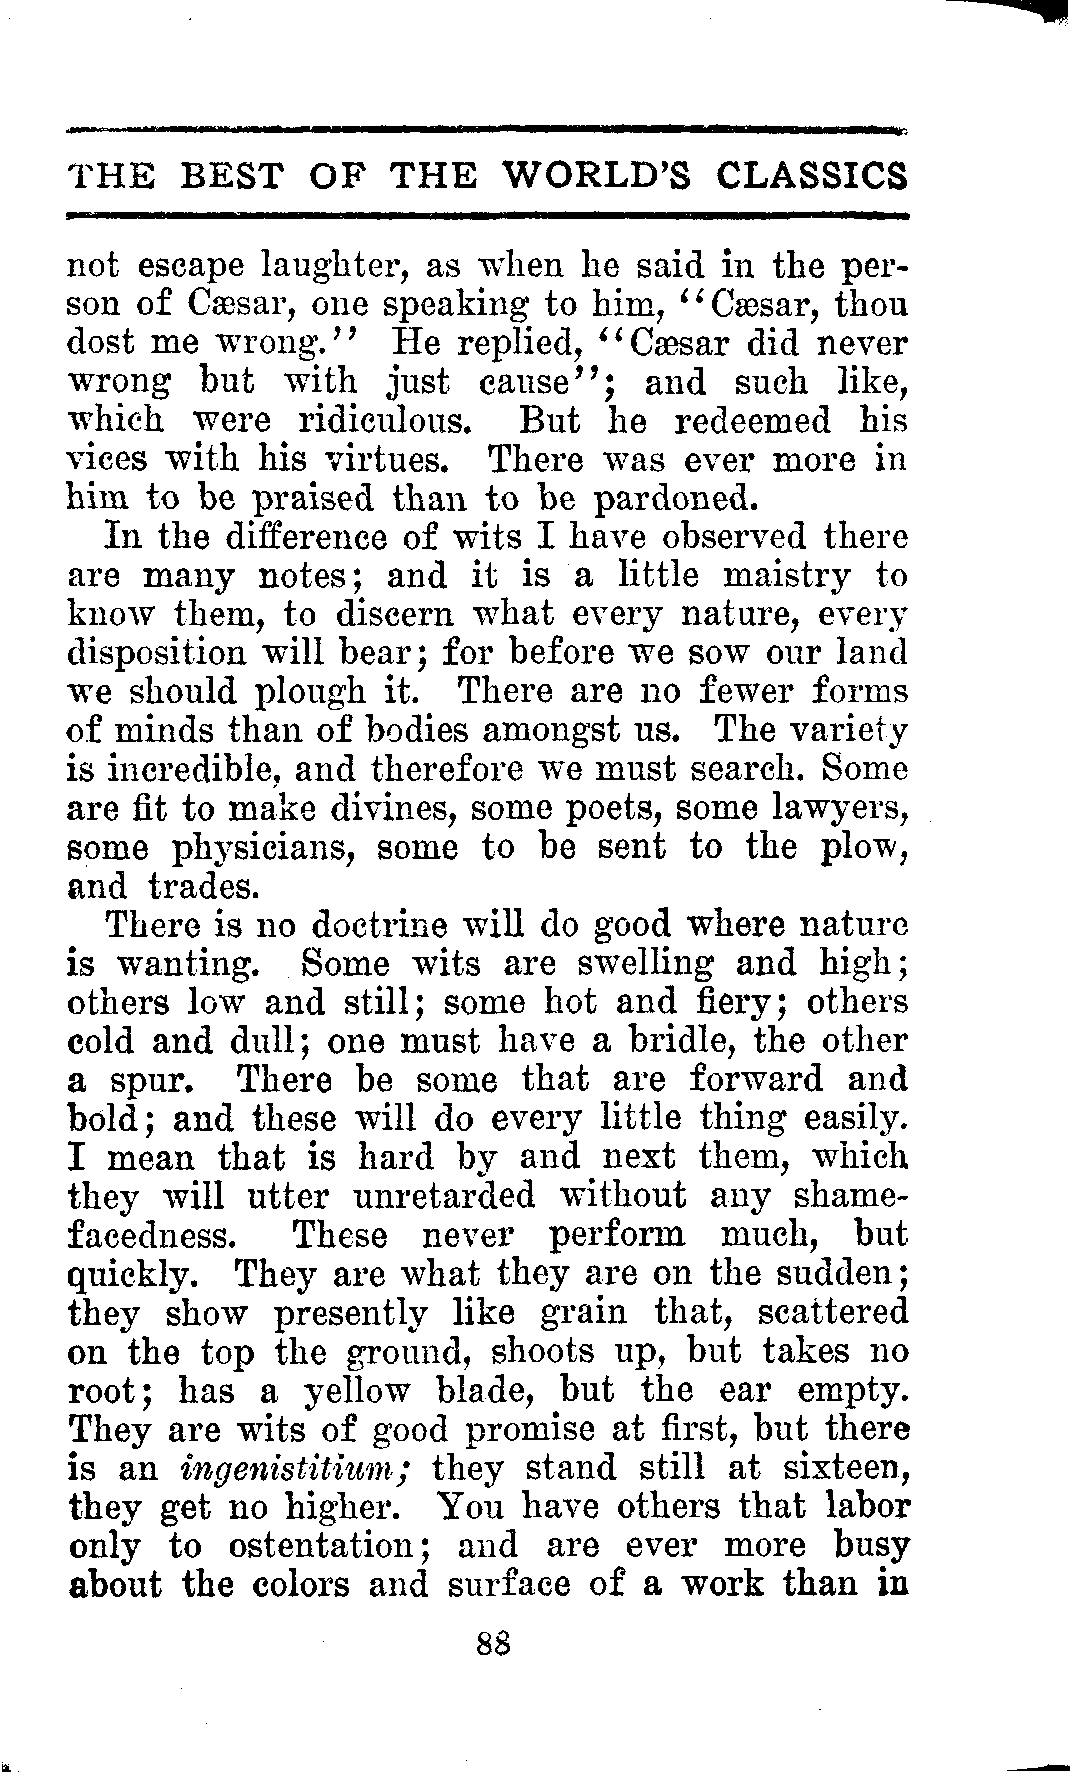 THE BEST OF THE WORLD'S CLASSICS
not escape laughter, as when he said in the per-
son of Cæsar, one speaking to him, "Cæsar, thou
dost me wrong." He replied, "Cæsar did never
wrong but with just cause"; and such like,
which were ridiculous. But he redeemed his
vices with his virtues. There was ever more in
him to be praised than to be pardoned.
In the difference of wits I have observed there
are many notes; and it is a little maistry to
know them, to discern what every nature, every
disposition will bear; for before we sow our land
we should plough it. There are no fewer forms
of minds than of bodies amongst us. The variety
is incredible, and therefore we must search. Some
are fit to make divines, some poets, some lawyers,
some physicians, some to be sent to the plow,
and trades.
There is no doctrine will do good where nature
is wanting. Some wits are swelling and high;
others low and still; some hot and fiery; others
cold and dull; one must have a bridle, the other
a spur. There be some that are forward and
bold; and these will do every little thing easily.
I mean that is hard by and next them, which
they will utter unretarded without any shame-
facedness. These never perform much, but
quickly. They are what they are on the sudden;
they show presently like grain that, scattered
on the top the ground, shoots up, but takes no
root; has a yellow blade, but the ear empty.
They are wits of good promise at first, but there
is an ingenistitium; they stand still at sixteen,
they get no higher. You have others that labor
only to ostentation; and are ever more busy
about the colors and surface of a work than in
88